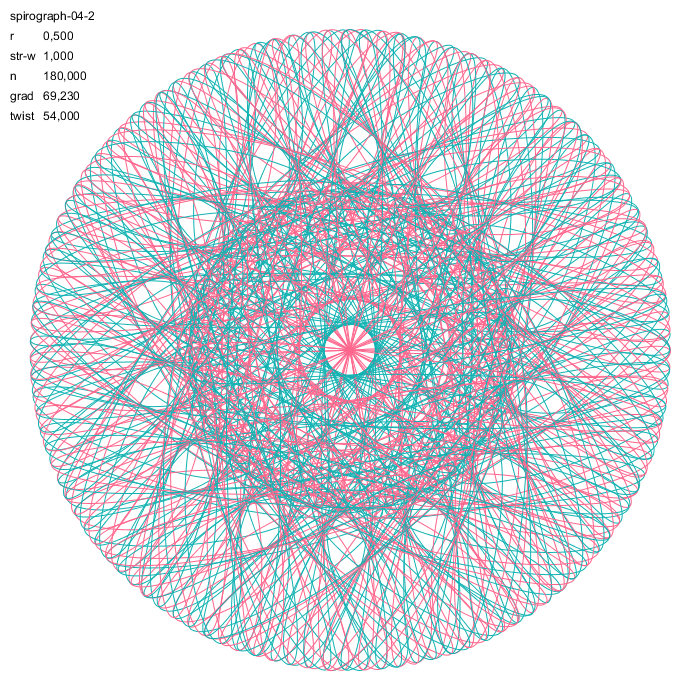 spirograph-04-2
r 0,500
str-w 1,000
n 180,000
grad 69,230
twist 54,000